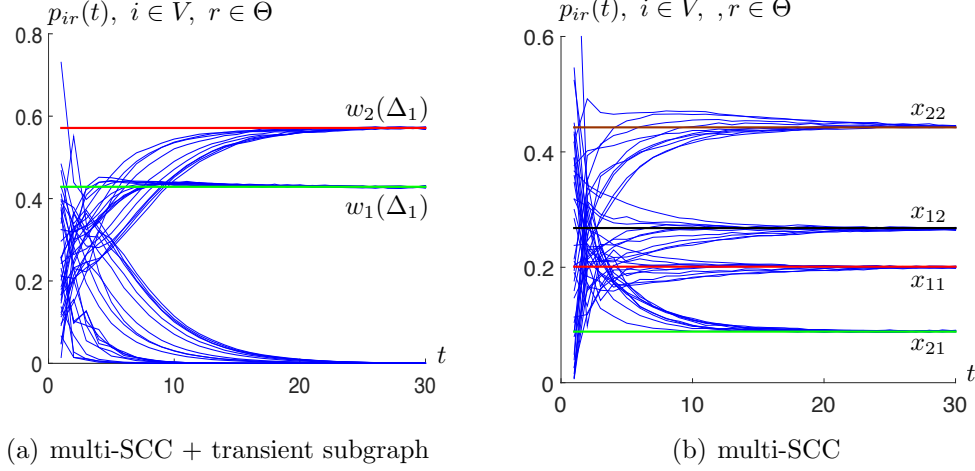 p_{ir}(t), i ∈ V, r ∈ Θ
0.8
0.6
0.4
0.2
0
w_2(Δ_1)
w_1(Δ_1)
0 10 20 30
t
(a) multi-SCC + transient subgraph
p_{ir}(t), i ∈ V, , r ∈ Θ
0.6
0.4
0.2
0
x_{22}
x_{12}
x_{11}
x_{21}
0 10 20 30
t
(b) multi-SCC